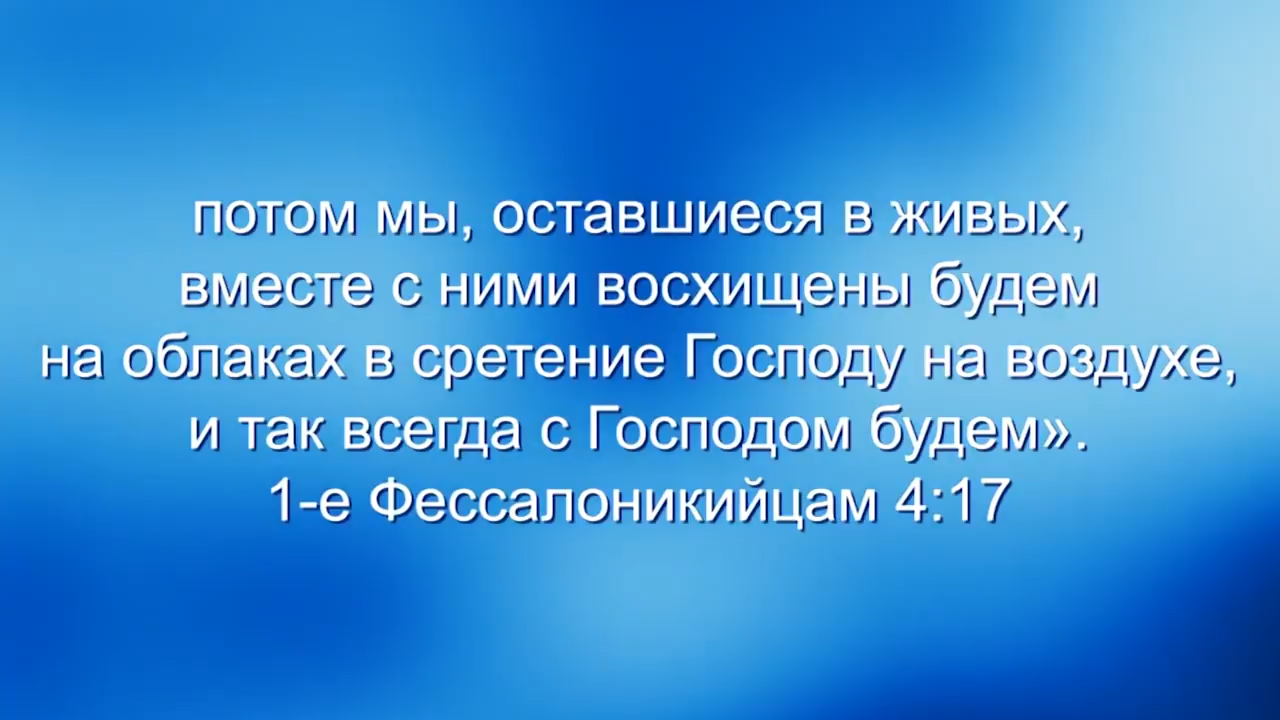 потом мы, оставшиеся в живых,
вместе с ними восхищены будем
на облаках в сретение Господу на воздухе,
и так всегда с Господом будем».
1-е Фессалоникийцам 4:17